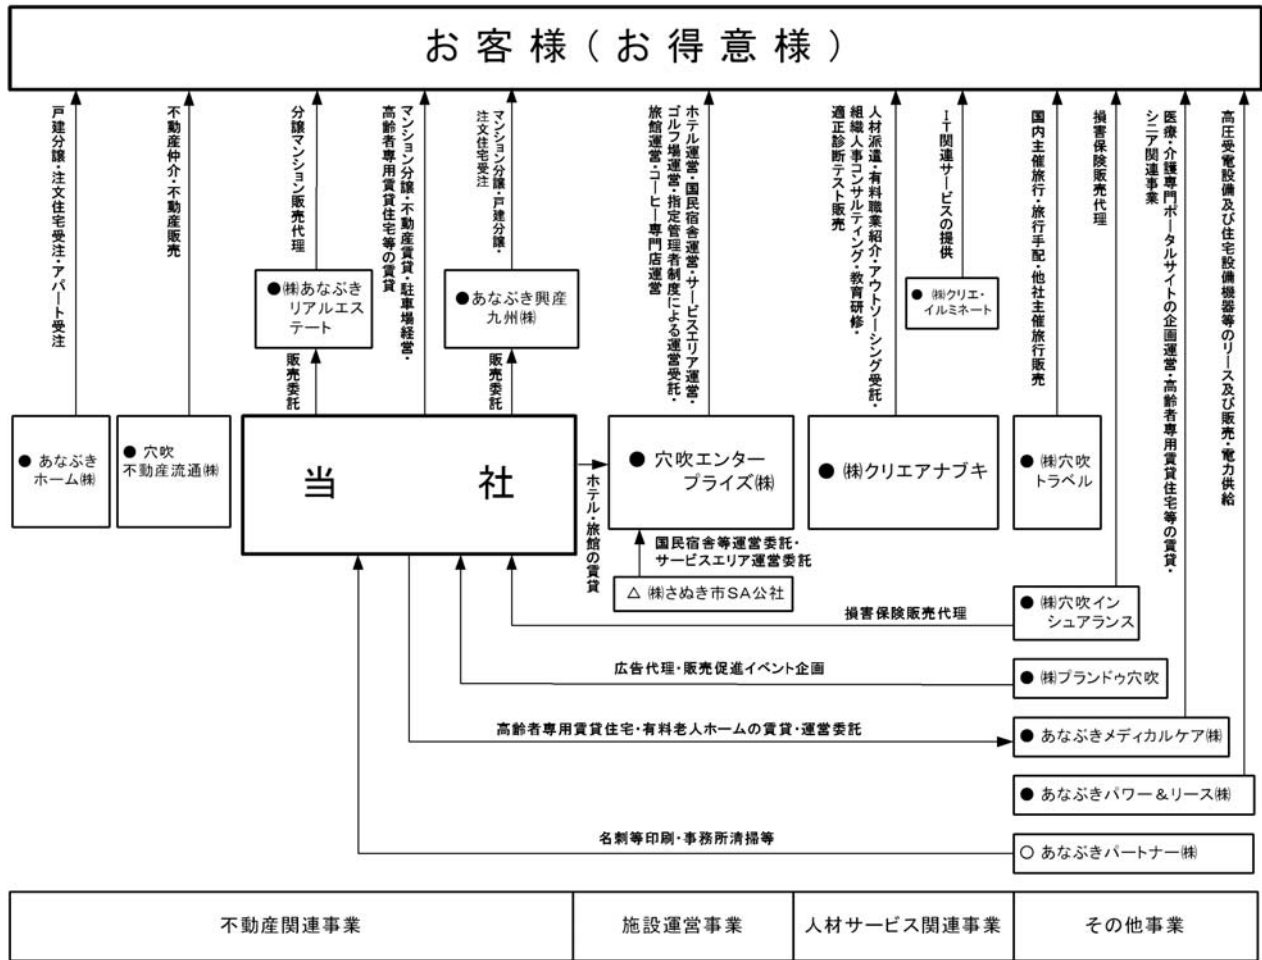 お客様(お得意様)
戸建分譲・注文住宅受注・アパート受注
不動産仲介・不動産販売
分譲マンション販売代理
マンション分譲・不動産賃貸・駐車場経営・
高齢者専用賃貸住宅等の賃貸
マンション分譲・戸建分譲・
注文住宅受注
ホテル運営・国民宿舎運営・サービスエリア運営・
ゴルフ場運営・指定管理者制度による運営受託・
旅館運営・コーヒー専門店運営
人材派遣・有料職業紹介・アウトソーシング受託・
組織人事コンサルティング・教育研修・
適正診断テスト販売
IT関連サービスの提供
国内主催旅行・旅行手配・他社主催旅行販売
損害保険販売代理
医療・介護専門ポータルサイトの企画運営・高齢者専用賃貸住宅等の賃貸・
シニア関連事業
高圧受電設備及び住宅設備機器等のリース及び販売・電力供給
●㈱あなぶき
リアルエス
テート
●あなぶき興産
九州㈱
●㈱クリエ・
イルミネート
販売委託
販売委託
●あなぶき
ホーム㈱
●穴吹
不動産流通㈱
当社
ホテル・旅館の賃貸
●穴吹エンター
プライズ㈱
●㈱クリエアナブキ
●㈱穴吹
トラベル
国民宿舎等運営委託・
サービスエリア運営委託
△㈱さぬき市SA公社
損害保険販売代理
●㈱穴吹イン
シュアランス
広告代理・販売促進イベント企画
●㈱プランドゥ穴吹
高齢者専用賃貸住宅・有料老人ホームの賃貸・運営委託
●あなぶきメディカルケア㈱
●あなぶきパワー&リース㈱
名刺等印刷・事務所清掃等
○あなぶきパートナー㈱
不動産関連事業
施設運営事業
人材サービス関連事業
その他事業